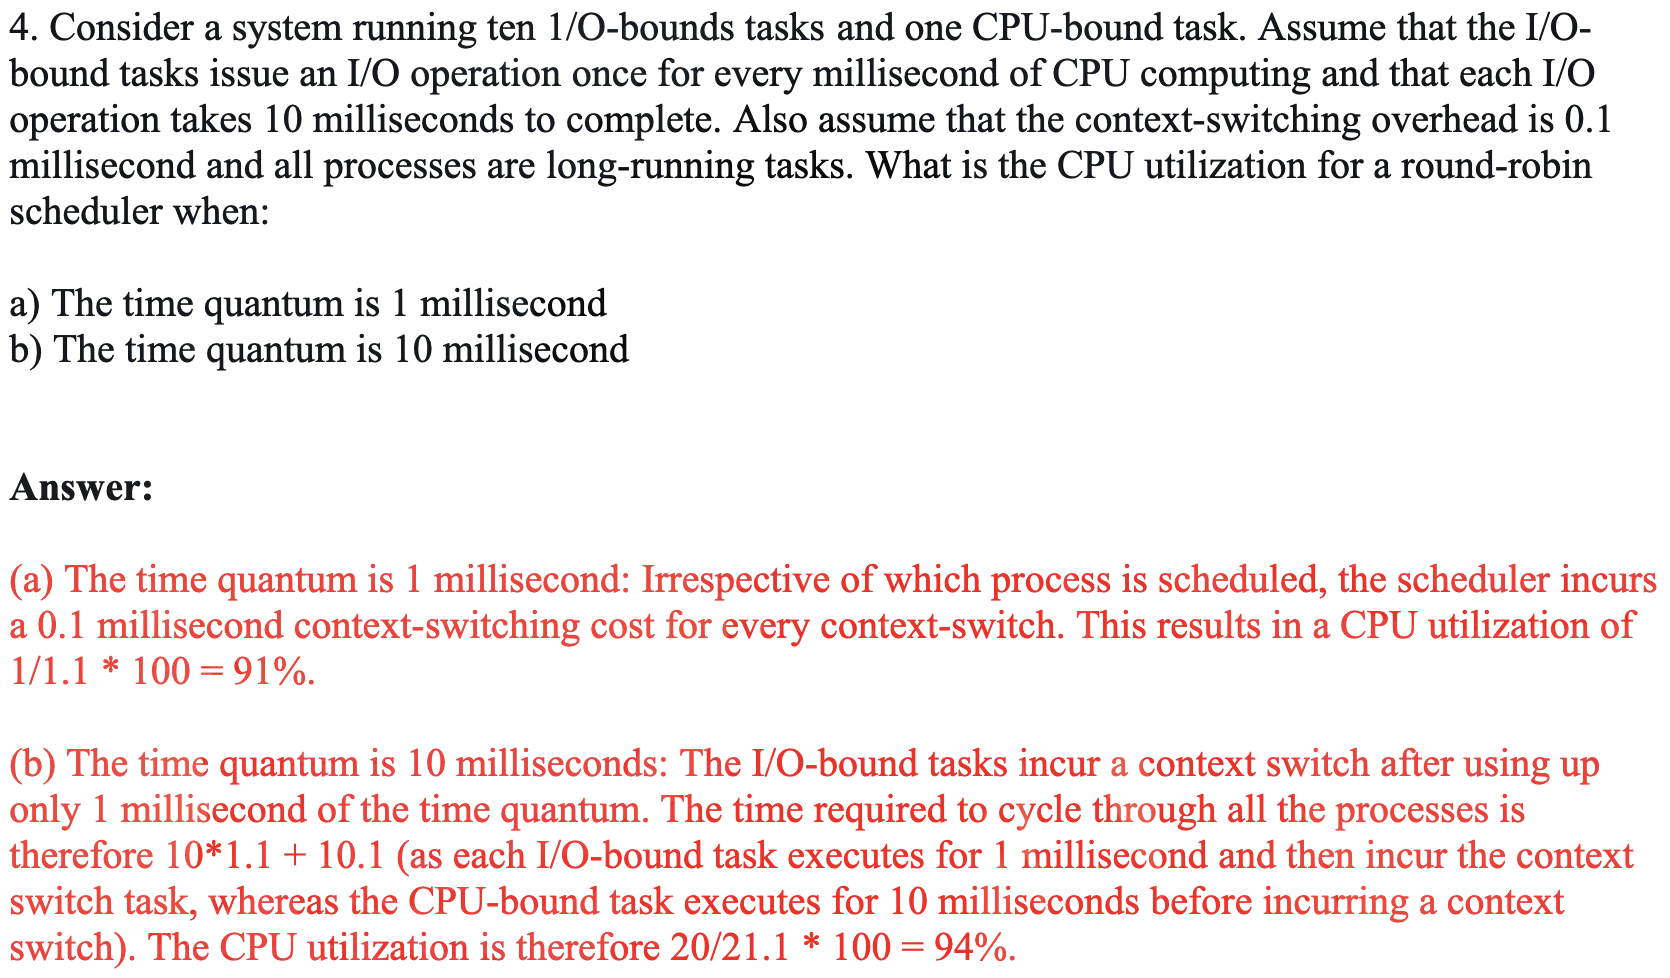 4. Consider a system running ten 1/O-bounds tasks and one CPU-bound task. Assume that the I/O-
bound tasks issue an I/O operation once for every millisecond of CPU computing and that each I/O
operation takes 10 milliseconds to complete. Also assume that the context-switching overhead is 0.1
millisecond and all processes are long-running tasks. What is the CPU utilization for a round-robin
scheduler when:
a) The time quantum is 1 millisecond
b) The time quantum is 10 millisecond
Answer:
(a) The time quantum is 1 millisecond: Irrespective of which process is scheduled, the scheduler incurs
a 0.1 millisecond context-switching cost for every context-switch. This results in a CPU utilization of
1/1.1 * 100 = 91%.
(b) The time quantum is 10 milliseconds: The I/O-bound tasks incur a context switch after using up
only 1 millisecond of the time quantum. The time required to cycle through all the processes is
therefore 10*1.1 + 10.1 (as each I/O-bound task executes for 1 millisecond and then incur the context
switch task, whereas the CPU-bound task executes for 10 milliseconds before incurring a context
switch). The CPU utilization is therefore 20/21.1 * 100 = 94%.